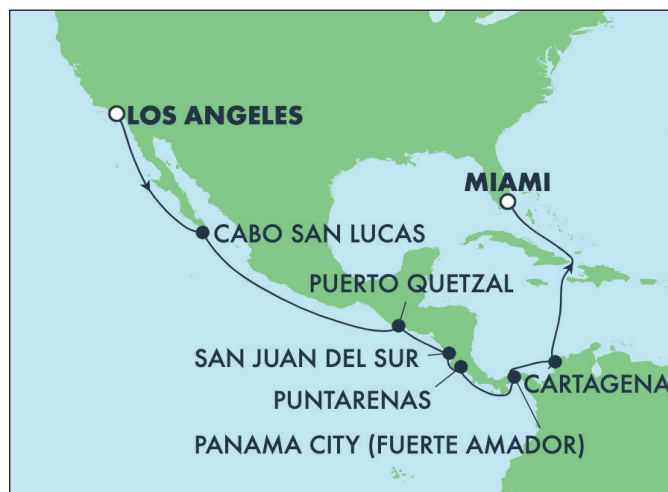 LOS ANGELES
MIAMI
CABO SAN LUCAS
PUERTO QUETZAL
SAN JUAN DEL SUR
CARTAGENA
PUNTARENAS
PANAMA CITY (FUERTE AMADOR)